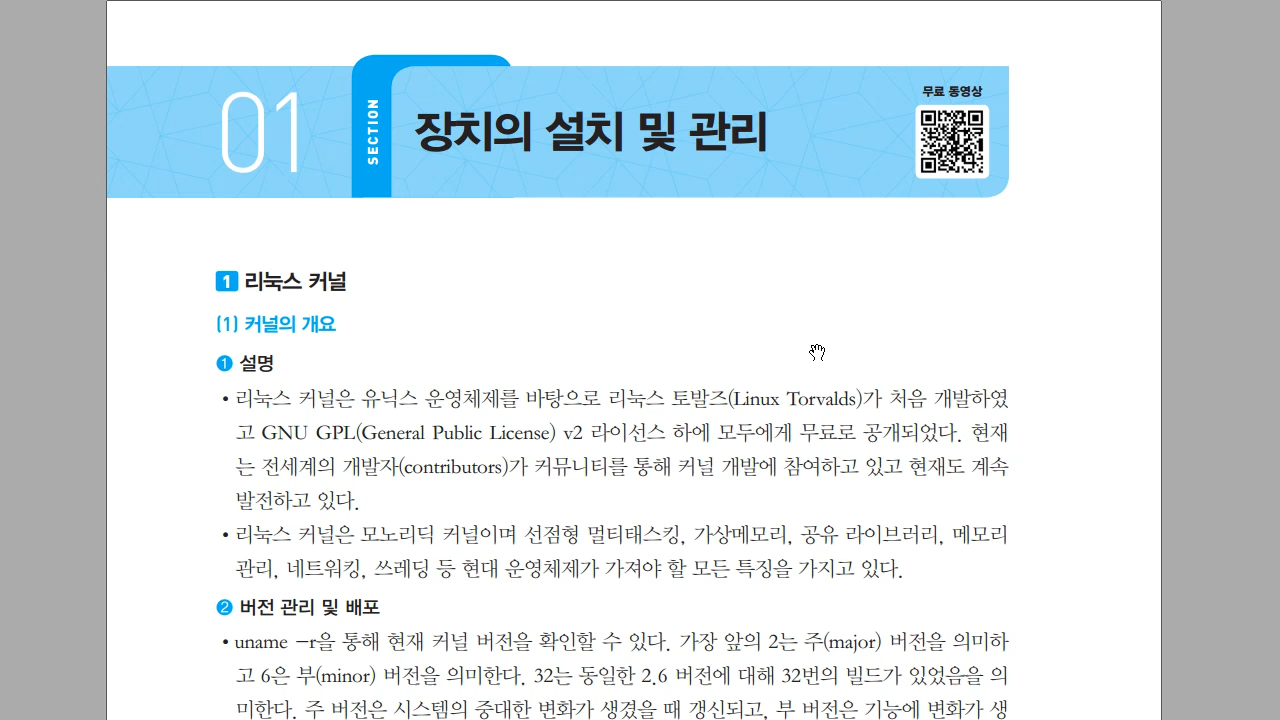 01
SECTION
장치의 설치 및 관리
무료 동영상
1 리눅스 커널
(1) 커널의 개요
❶ 설명
• 리눅스 커널은 유닉스 운영체제를 바탕으로 리눅스 토발즈(Linux Torvalds)가 처음 개발하였
고 GNU GPL(General Public License) v2 라이선스 하에 모두에게 무료로 공개되었다. 현재
는 전세계의 개발자(contributors)가 커뮤니티를 통해 커널 개발에 참여하고 있고 현재도 계속
발전하고 있다.
• 리눅스 커널은 모노리딕 커널이며 선점형 멀티태스킹, 가상메모리, 공유 라이브러리, 메모리
관리, 네트워킹, 쓰레딩 등 현대 운영체제가 가져야 할 모든 특징을 가지고 있다.
❷ 버전 관리 및 배포
• uname –r을 통해 현재 커널 버전을 확인할 수 있다. 가장 앞의 2는 주(major) 버전을 의미하
고 6은 부(minor) 버전을 의미한다. 32는 동일한 2.6 버전에 대해 32번의 빌드가 있었음을 의
미한다. 주 버전은 시스템의 중대한 변화가 생겼을 때 갱신되고, 부 버전은 기능에 변화가 생